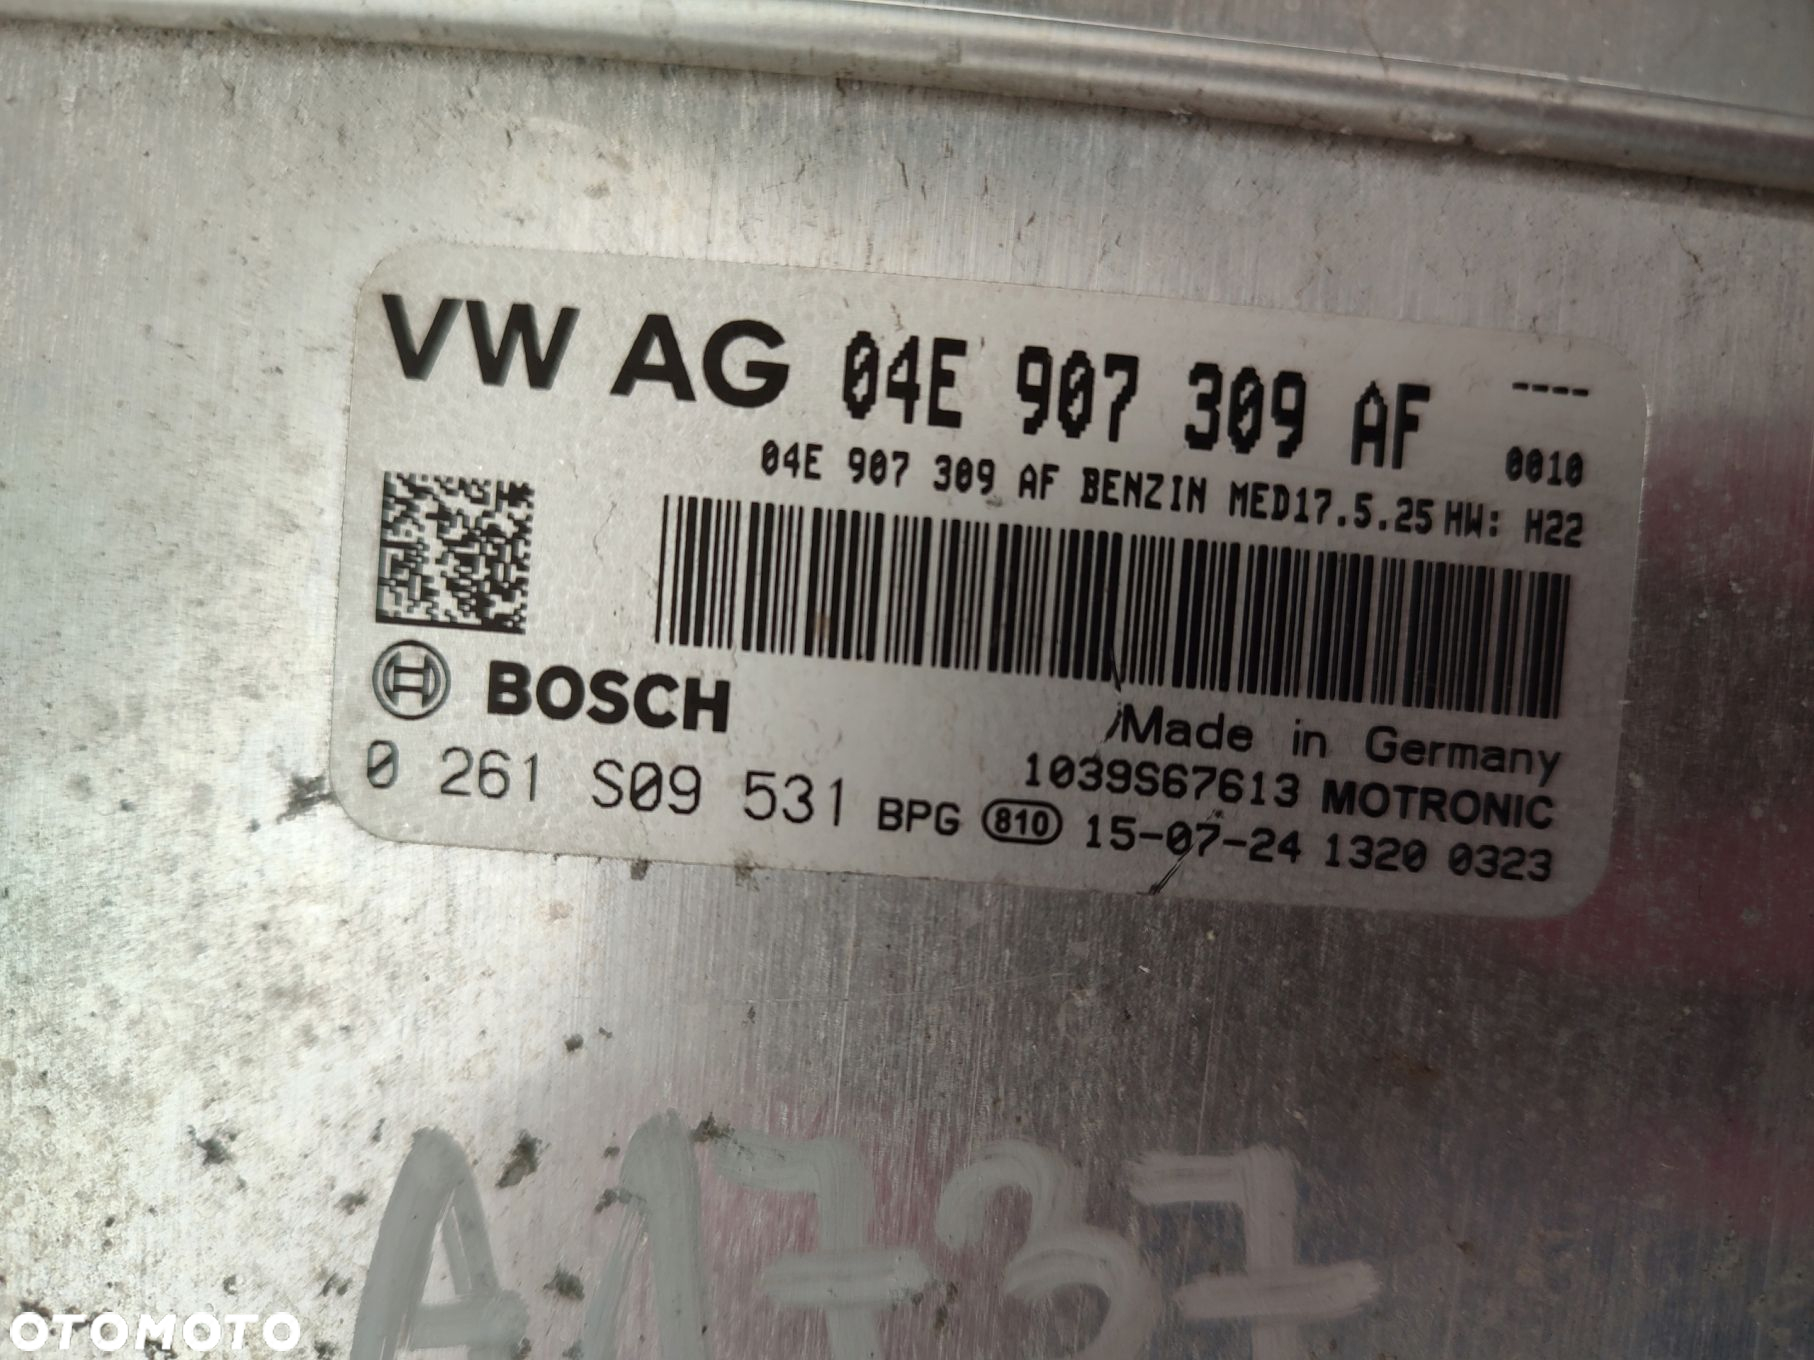 VW AG 04E 907 309 AF ----
0010
04E 907 309 AF BENZIN MED17.5.25 HW: H22
BOSCH
Made in Germany
1039S67613 MOTRONIC
0 261 S09 531 BPG 810 15-07-24 1320 0323
A1737
OTOMOTO